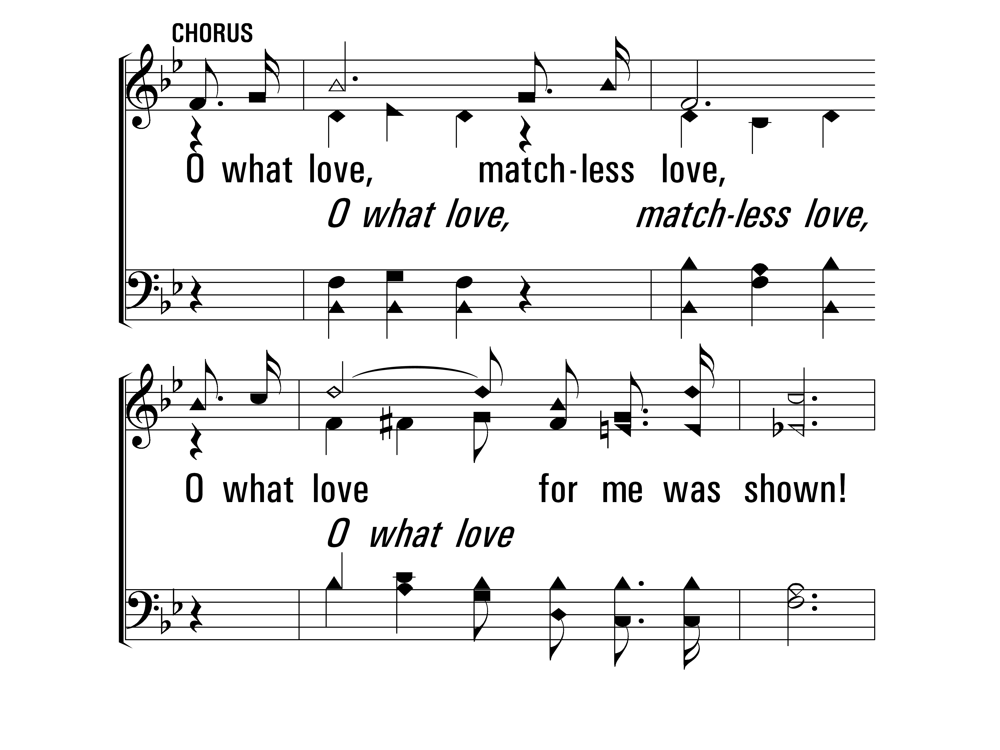 CHORUS
O what love, match-less love,
O what love, match-less love,
O what love for me was shown!
O what love